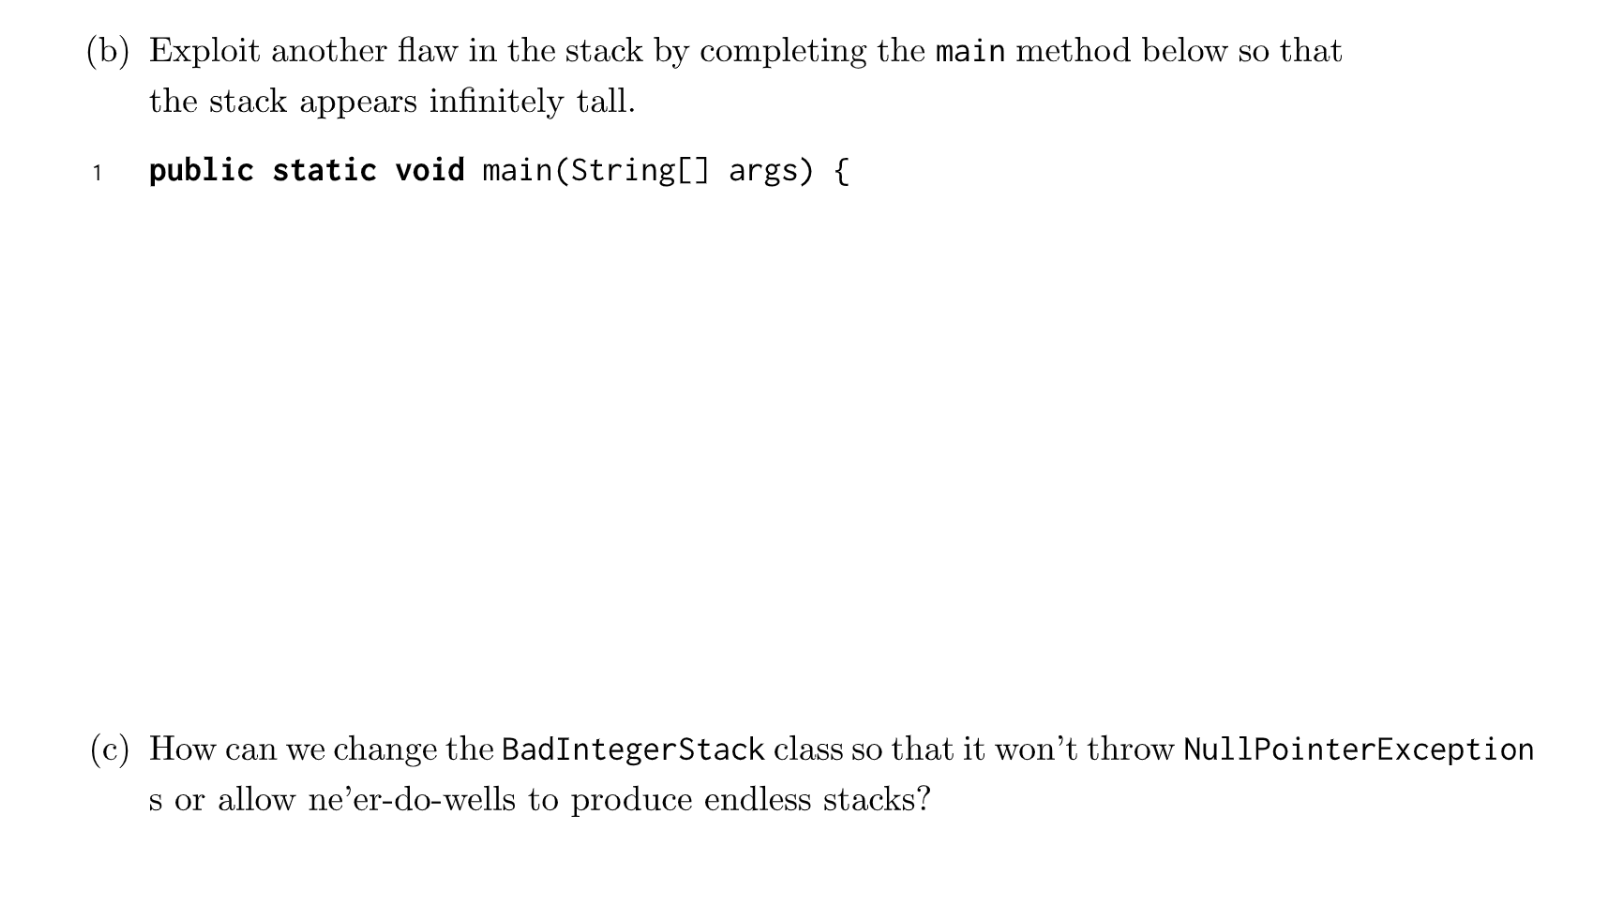 (b) Exploit another flaw in the stack by completing the main method below so that
the stack appears infinitely tall.
1 public static void main(String[] args) {
(c) How can we change the BadIntegerStack class so that it won’t throw NullPointerException
s or allow ne’er-do-wells to produce endless stacks?